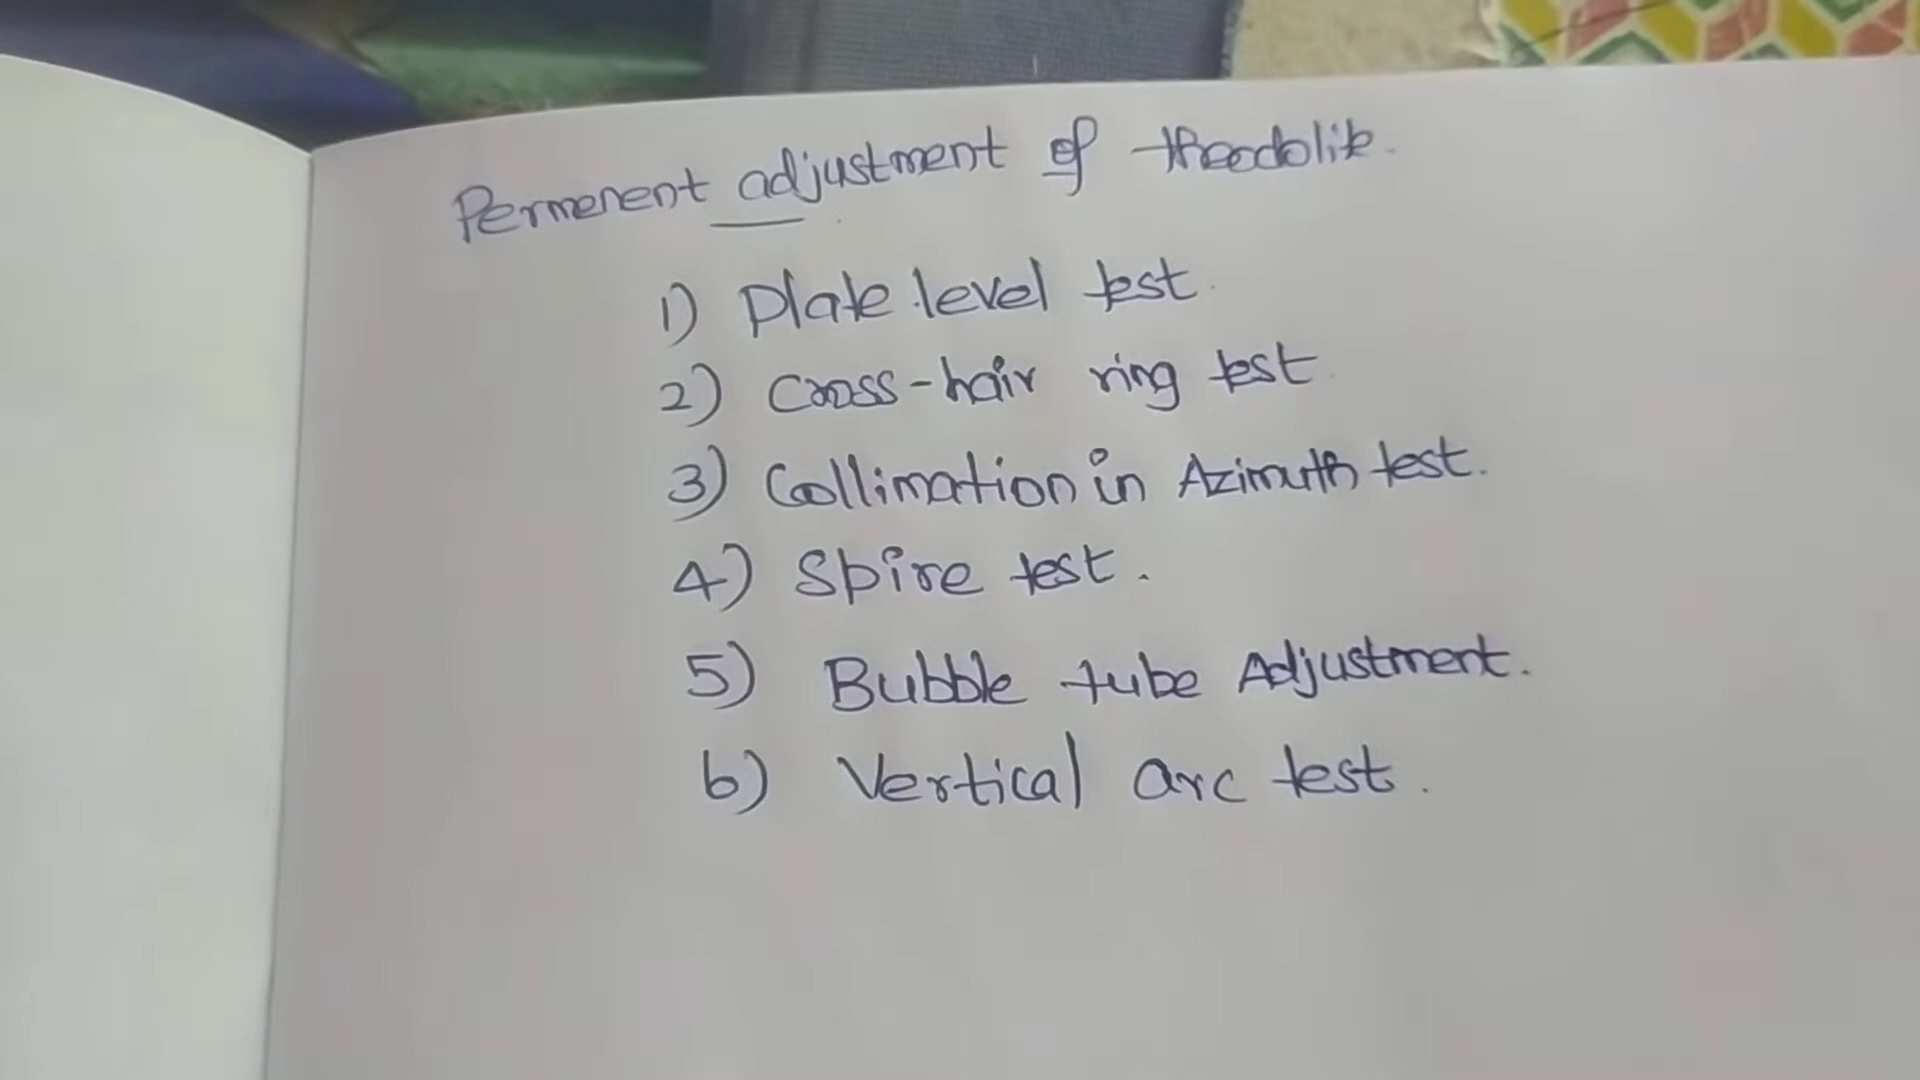 Permenent adjustment of theodolite.
1) Plate level test.
2) Cross-hair ring test
3) Collimation in Azimuth test.
4) Spire test.
5) Bubble tube Adjustment.
6) Vertical arc test.